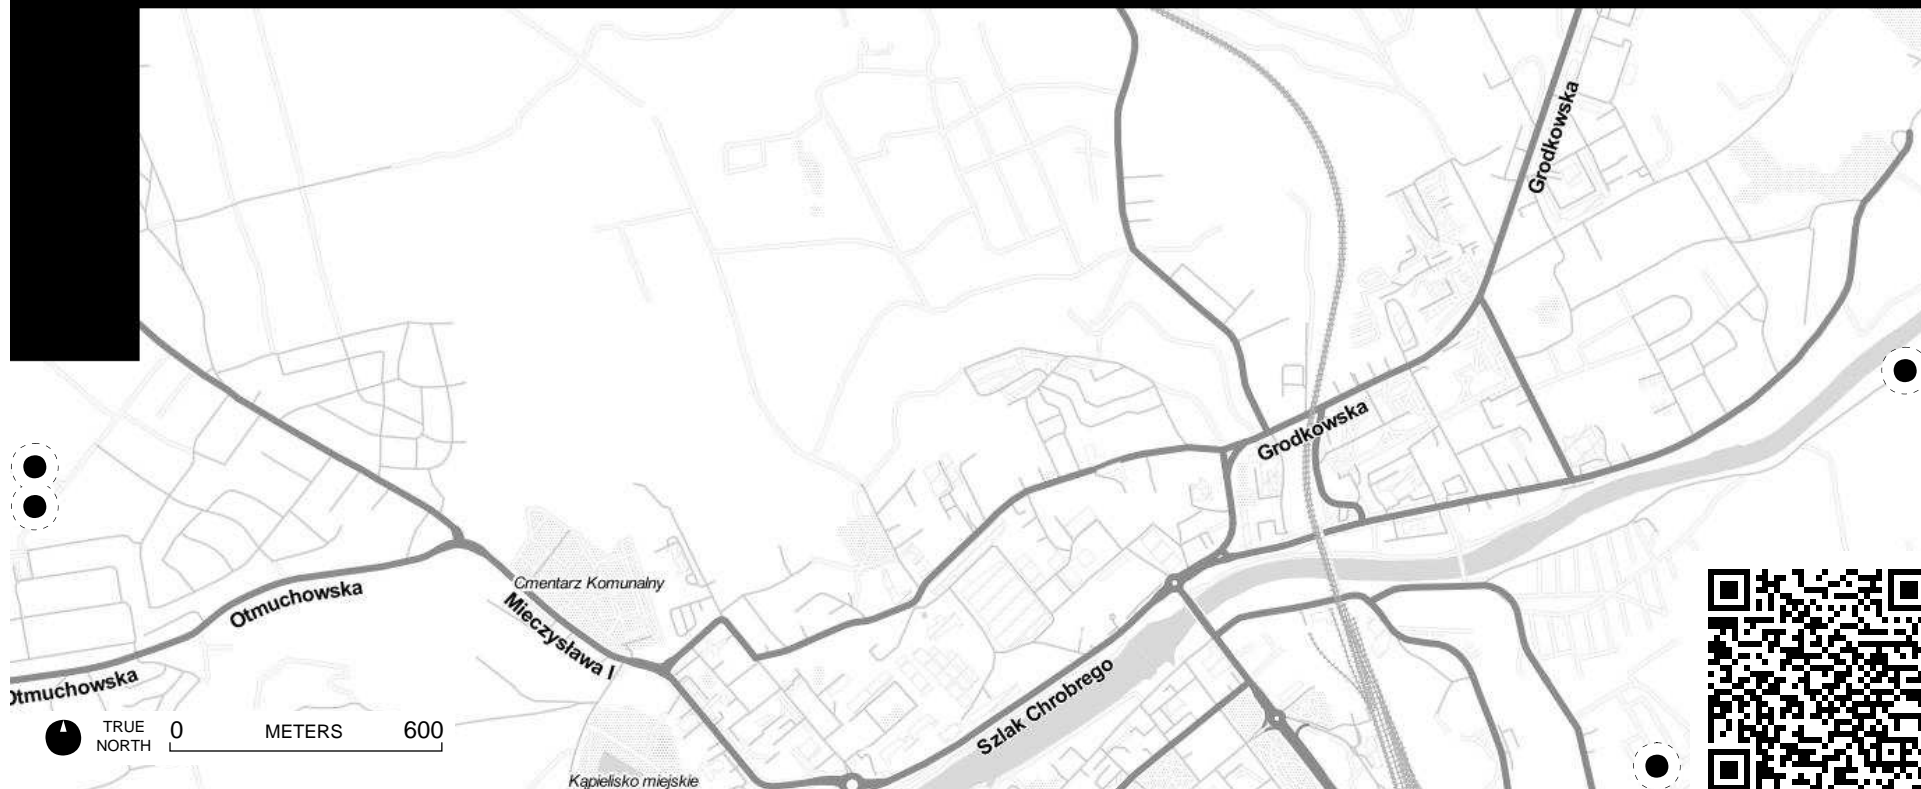 Grodkowska
Grodkowska
Cmentarz Komunalny
Otmuchowska
Mieczysława I
Otmuchowska
Szlak Chrobrego
TRUE
NORTH
0 METERS 600
Kąpielisko miejskie